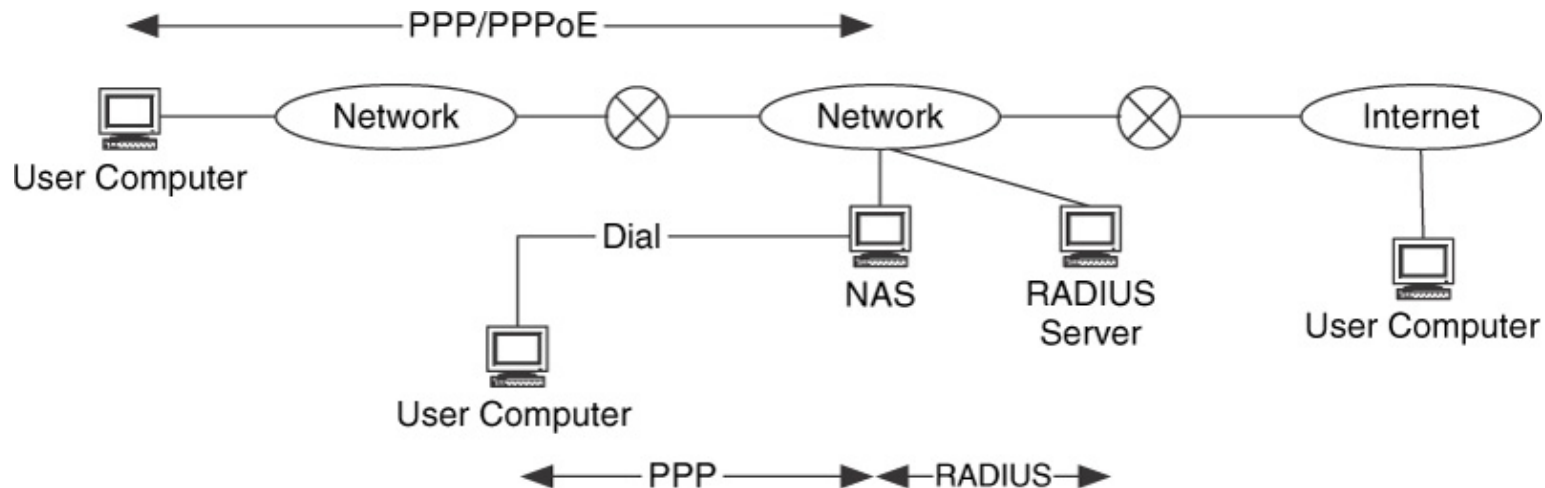 PPP/PPPoE
Network
Network
Internet
User Computer
Dial
NAS
RADIUS
Server
User Computer
User Computer
PPP
RADIUS